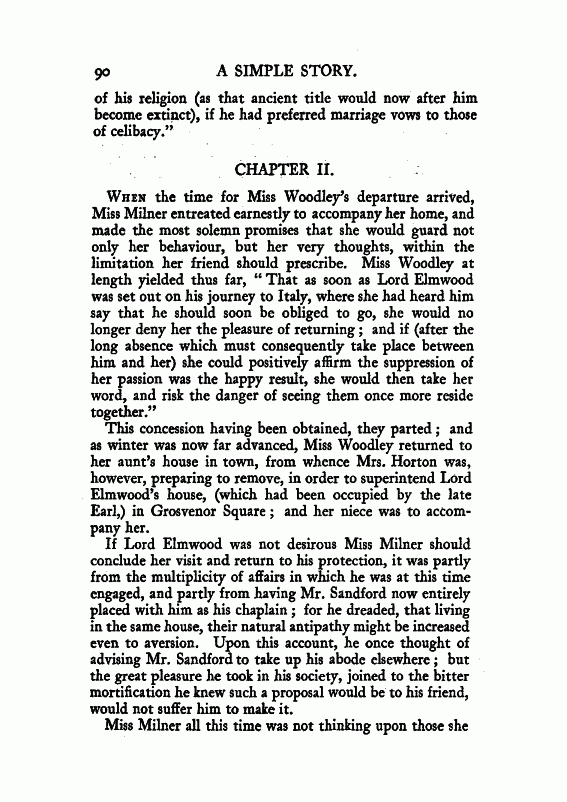 90 A SIMPLE STORY.
of his religion (as that ancient title would now after him
become extinct), if he had preferred marriage vows to those
of celibacy.”
CHAPTER II.
When the time for Miss Woodley’s departure arrived,
Miss Milner entreated earnestly to accompany her home, and
made the most solemn promises that she would guard not
only her behaviour, but her very thoughts, within the
limitation her friend should prescribe. Miss Woodley at
length yielded thus far, “ That as soon as Lord Elmwood
was set out on his journey to Italy, where she had heard him
say that he should soon be obliged to go, she would no
longer deny her the pleasure of returning ; and if (after the
long absence which must consequently take place between
him and her) she could positively affirm the suppression of
her passion was the happy result, she would then take her
word, and risk the danger of seeing them once more reside
together.”
This concession having been obtained, they parted ; and
as winter was now far advanced, Miss Woodley returned to
her aunt’s house in town, from whence Mrs. Horton was,
however, preparing to remove, in order to superintend Lord
Elmwood’s house, (which had been occupied by the late
Earl,) in Grosvenor Square ; and her niece was to accom-
pany her.
If Lord Elmwood was not desirous Miss Milner should
conclude her visit and return to his protection, it was partly
from the multiplicity of affairs in which he was at this time
engaged, and partly from having Mr. Sandford now entirely
placed with him as his chaplain ; for he dreaded, that living
in the same house, their natural antipathy might be increased
even to aversion. Upon this account, he once thought of
advising Mr. Sandford to take up his abode elsewhere ; but
the great pleasure he took in his society, joined to the bitter
mortification he knew such a proposal would be to his friend,
would not suffer him to make it.
Miss Milner all this time was not thinking upon those she